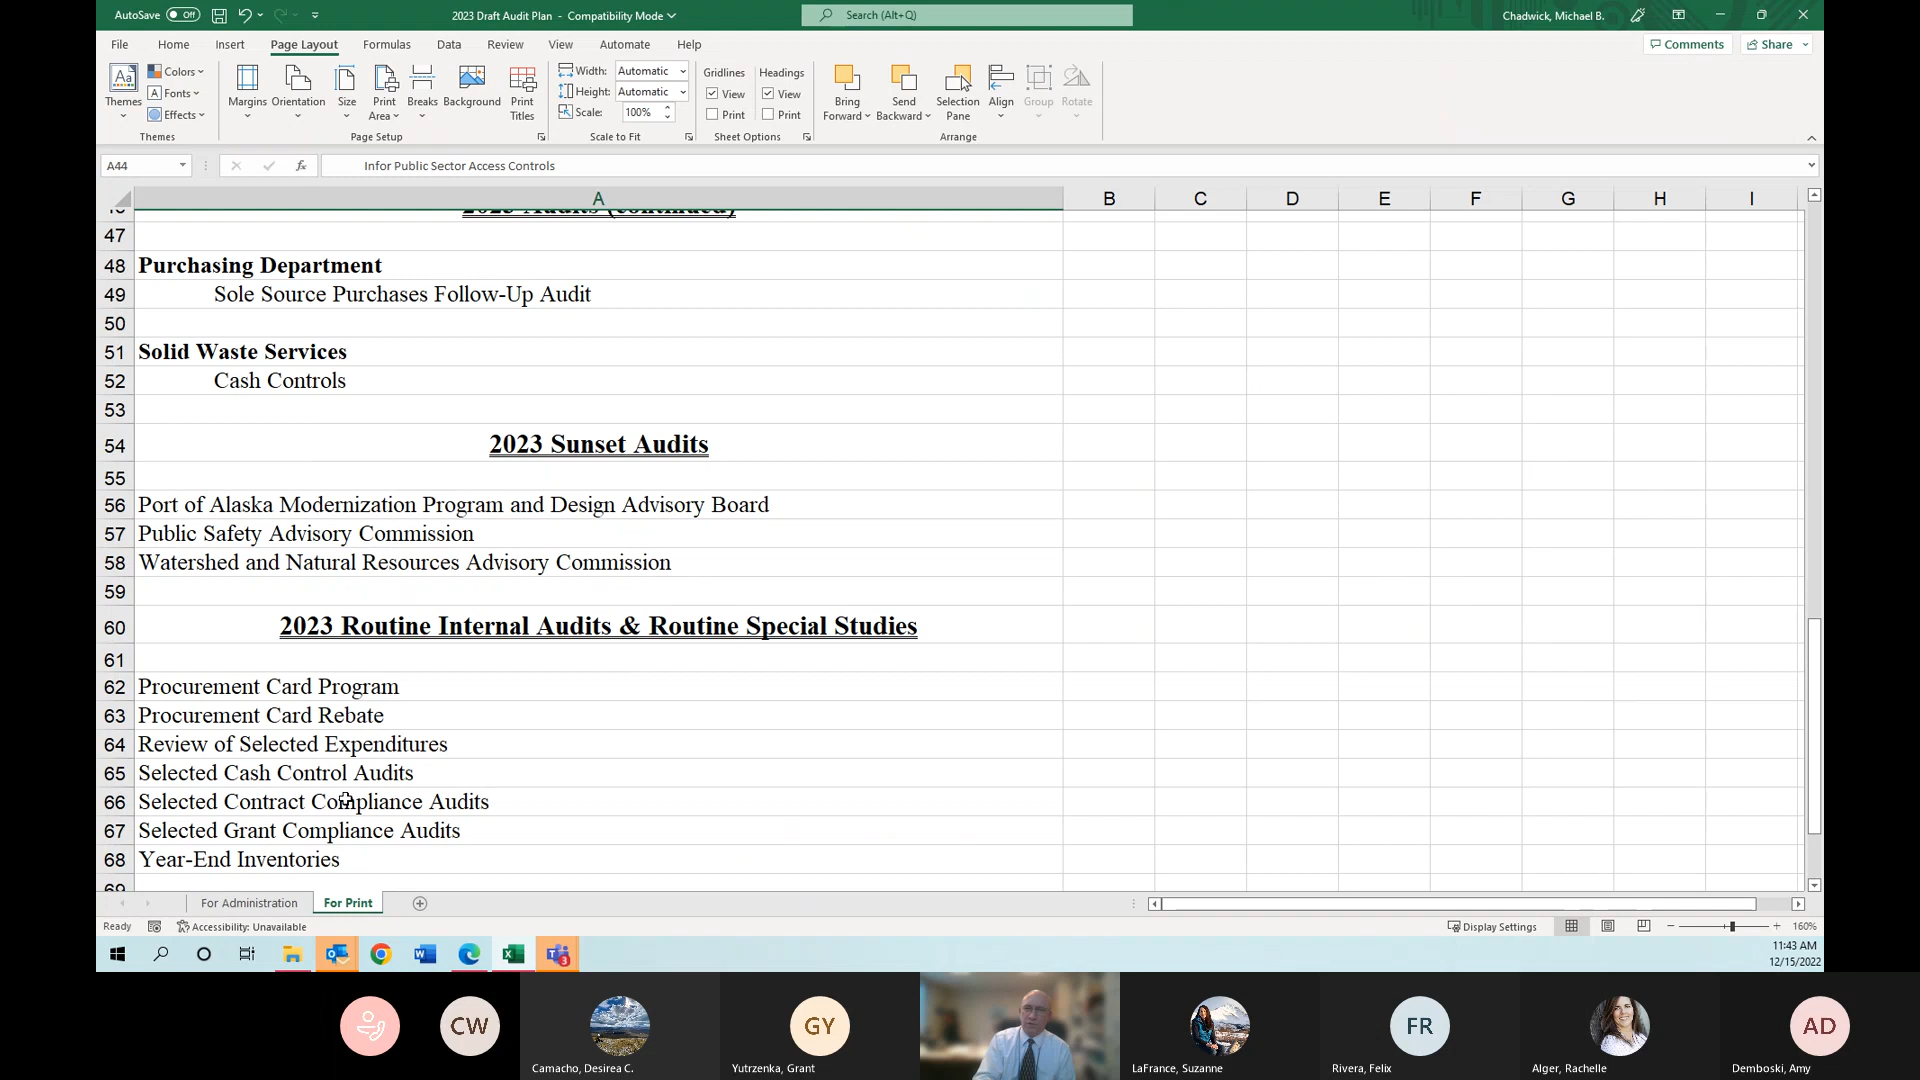 AutoSave Off
2023 Draft Audit Plan - Compatibility Mode
Search (Alt+Q)
Chadwick, Michael B.
File Home Insert Page Layout Formulas Data Review View Automate Help
Comments Share
Themes
Colors
Fonts
Effects
Margins
Orientation
Size
Print Area
Breaks
Background
Print Titles
Width: Automatic
Height: Automatic
Scale: 100%
Gridlines
View
Print
Headings
View
Print
Bring Forward
Send Backward
Selection Pane
Align
Group
Rotate
Themes Page Setup Scale to Fit Sheet Options Arrange
A44
fx
Infor Public Sector Access Controls
A B C D E F G H I
2023 Audits (continued)
47
48 Purchasing Department
49 Sole Source Purchases Follow-Up Audit
50
51 Solid Waste Services
52 Cash Controls
53
54 2023 Sunset Audits
55
56 Port of Alaska Modernization Program and Design Advisory Board
57 Public Safety Advisory Commission
58 Watershed and Natural Resources Advisory Commission
59
60 2023 Routine Internal Audits & Routine Special Studies
61
62 Procurement Card Program
63 Procurement Card Rebate
64 Review of Selected Expenditures
65 Selected Cash Control Audits
66 Selected Contract Compliance Audits
67 Selected Grant Compliance Audits
68 Year-End Inventories
69
For Administration For Print
Ready Accessibility: Unavailable Display Settings 160%
11:43 AM
12/15/2022
CW GY FR AD
Camacho, Desirea C. Yutrzenka, Grant LaFrance, Suzanne Rivera, Felix Alger, Rachelle Demboski, Amy